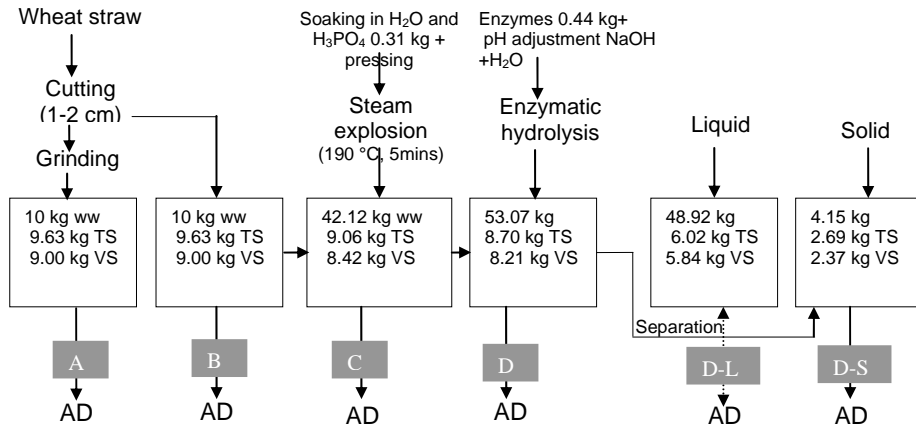 Wheat straw
Cutting
(1-2 cm)
Grinding
Soaking in H₂O and
H₃PO₄ 0.31 kg +
pressing
Steam
explosion
(190 °C, 5mins)
Enzymes 0.44 kg+
pH adjustment NaOH
+H₂O
Enzymatic
hydrolysis
Liquid
Solid
10 kg ww
9.63 kg TS
9.00 kg VS
10 kg ww
9.63 kg TS
9.00 kg VS
42.12 kg ww
9.06 kg TS
8.42 kg VS
53.07 kg
8.70 kg TS
8.21 kg VS
48.92 kg
6.02 kg TS
5.84 kg VS
4.15 kg
2.69 kg TS
2.37 kg VS
Separation
A
B
C
D
D-L
D-S
AD
AD
AD
AD
AD
AD